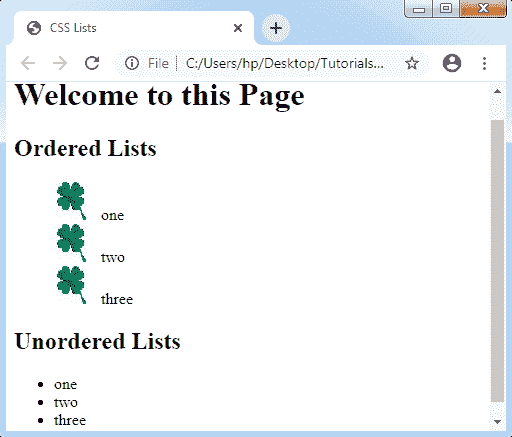 CSS Lists
File C:/Users/hp/Desktop/Tutorials...
Welcome to this Page
Ordered Lists
one
two
three
Unordered Lists
• one
• two
• three